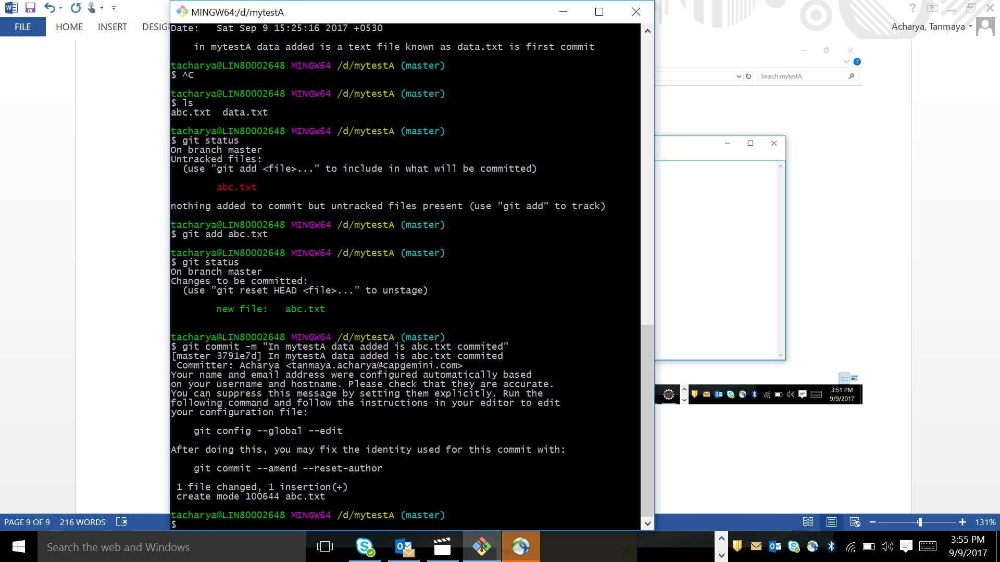 MINGW64:/d/mytestA
FILE HOME INSERT DESIG
Acharya, Tanmaya
Date:   Sat Sep 9 15:25:16 2017 +0530
in mytestA data added is a text file known as data.txt is first commit
tacharya@LIN80002648 MINGW64 /d/mytestA (master)
$ ^C
tacharya@LIN80002648 MINGW64 /d/mytestA (master)
$ ls
abc.txt  data.txt
tacharya@LIN80002648 MINGW64 /d/mytestA (master)
$ git status
On branch master
Untracked files:
(use "git add <file>..." to include in what will be committed)
abc.txt
nothing added to commit but untracked files present (use "git add" to track)
tacharya@LIN80002648 MINGW64 /d/mytestA (master)
$ git add abc.txt
tacharya@LIN80002648 MINGW64 /d/mytestA (master)
$ git status
On branch master
Changes to be committed:
(use "git reset HEAD <file>..." to unstage)
new file:   abc.txt
tacharya@LIN80002648 MINGW64 /d/mytestA (master)
$ git commit -m "In mytestA data added is abc.txt commited"
[master 3791e7d] In mytestA data added is abc.txt commited
Committer: Acharya <tanmaya.acharya@capgemini.com>
Your name and email address were configured automatically based
on your username and hostname. Please check that they are accurate.
You can suppress this message by setting them explicitly. Run the
following command and follow the instructions in your editor to edit
your configuration file:
git config --global --edit
After doing this, you may fix the identity used for this commit with:
git commit --amend --reset-author
1 file changed, 1 insertion(+)
create mode 100644 abc.txt
tacharya@LIN80002648 MINGW64 /d/mytestA (master)
$
Search mytestA
3:51 PM
9/9/2017
PAGE 9 OF 9 216 WORDS
131%
Search the web and Windows
3:55 PM
9/9/2017